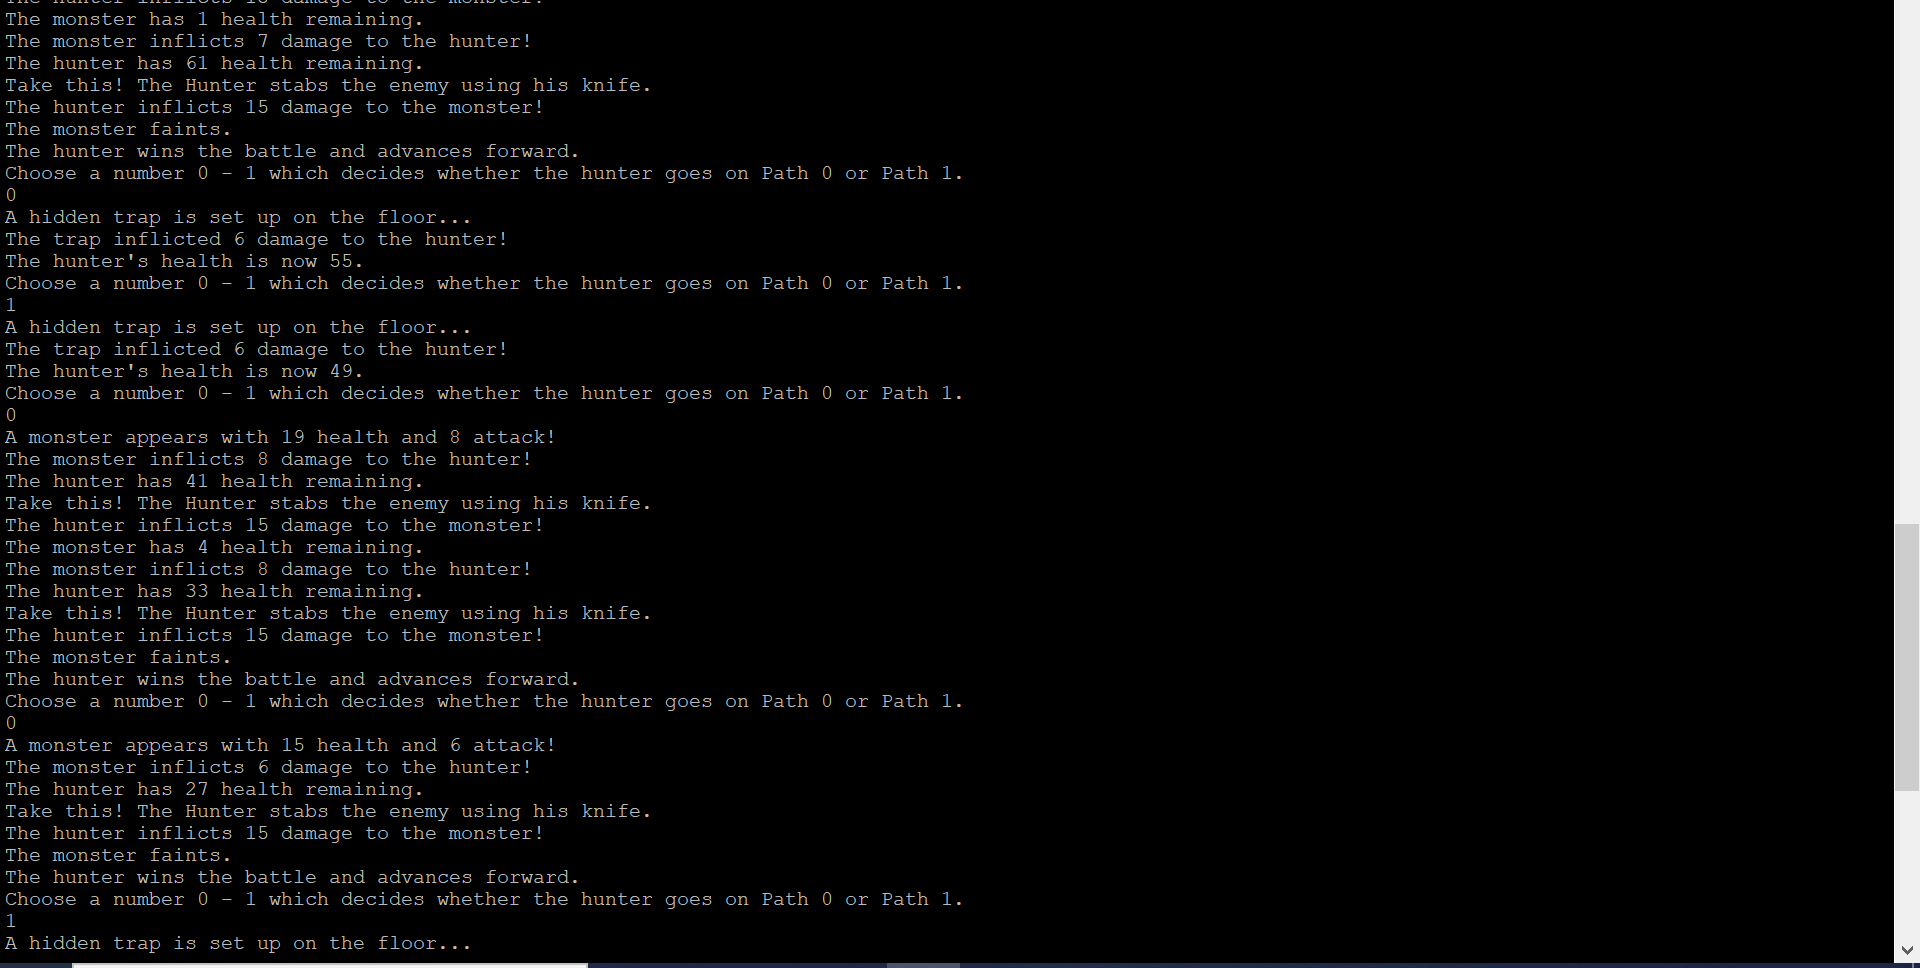 The hunter inflicts 15 damage to the monster!
The monster has 1 health remaining.
The monster inflicts 7 damage to the hunter!
The hunter has 61 health remaining.
Take this! The Hunter stabs the enemy using his knife.
The hunter inflicts 15 damage to the monster!
The monster faints.
The hunter wins the battle and advances forward.
Choose a number 0 - 1 which decides whether the hunter goes on Path 0 or Path 1.
0
A hidden trap is set up on the floor...
The trap inflicted 6 damage to the hunter!
The hunter's health is now 55.
Choose a number 0 - 1 which decides whether the hunter goes on Path 0 or Path 1.
1
A hidden trap is set up on the floor...
The trap inflicted 6 damage to the hunter!
The hunter's health is now 49.
Choose a number 0 - 1 which decides whether the hunter goes on Path 0 or Path 1.
0
A monster appears with 19 health and 8 attack!
The monster inflicts 8 damage to the hunter!
The hunter has 41 health remaining.
Take this! The Hunter stabs the enemy using his knife.
The hunter inflicts 15 damage to the monster!
The monster has 4 health remaining.
The monster inflicts 8 damage to the hunter!
The hunter has 33 health remaining.
Take this! The Hunter stabs the enemy using his knife.
The hunter inflicts 15 damage to the monster!
The monster faints.
The hunter wins the battle and advances forward.
Choose a number 0 - 1 which decides whether the hunter goes on Path 0 or Path 1.
0
A monster appears with 15 health and 6 attack!
The monster inflicts 6 damage to the hunter!
The hunter has 27 health remaining.
Take this! The Hunter stabs the enemy using his knife.
The hunter inflicts 15 damage to the monster!
The monster faints.
The hunter wins the battle and advances forward.
Choose a number 0 - 1 which decides whether the hunter goes on Path 0 or Path 1.
1
A hidden trap is set up on the floor...